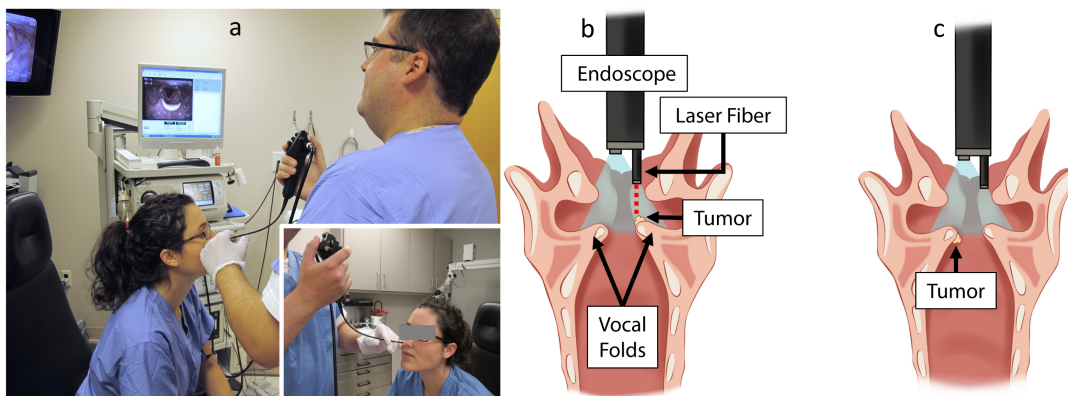 a
b
c
Endoscope
Laser Fiber
Tumor
Vocal
Folds
Tumor